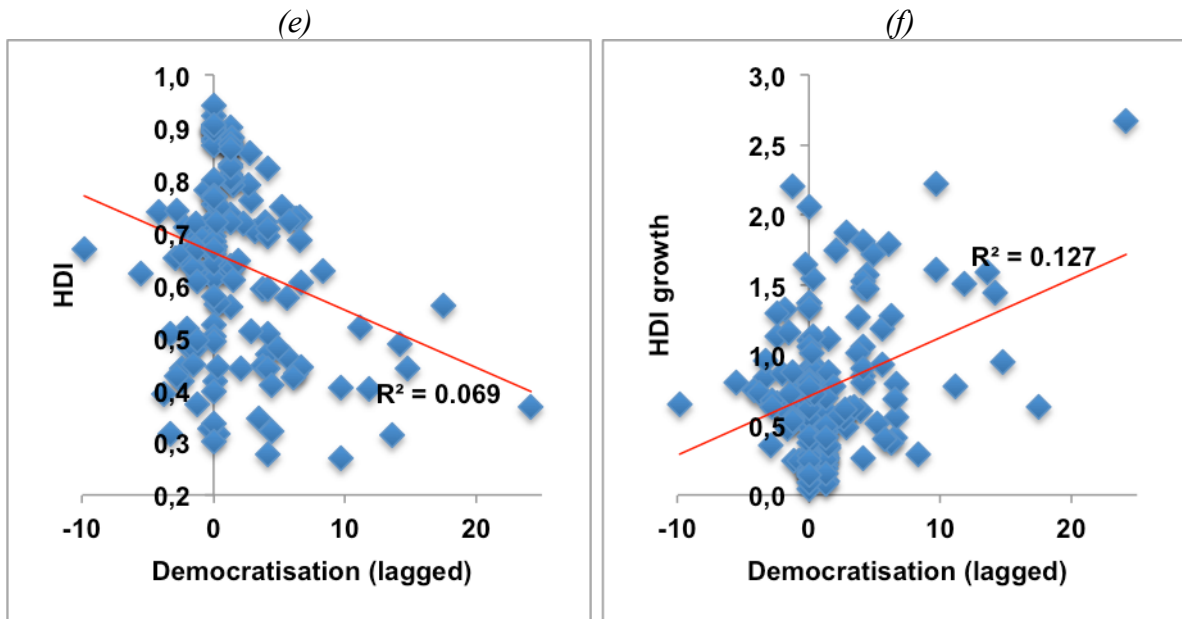 (e)
1,0
0,9
0,8
0,7
0,6
0,5
0,4
0,3
0,2
HDI
R² = 0.069
-10 0 10 20
Democratisation (lagged)
(f)
3,0
2,5
2,0
1,5
1,0
0,5
0,0
HDI growth
R² = 0.127
-10 0 10 20
Democratisation (lagged)